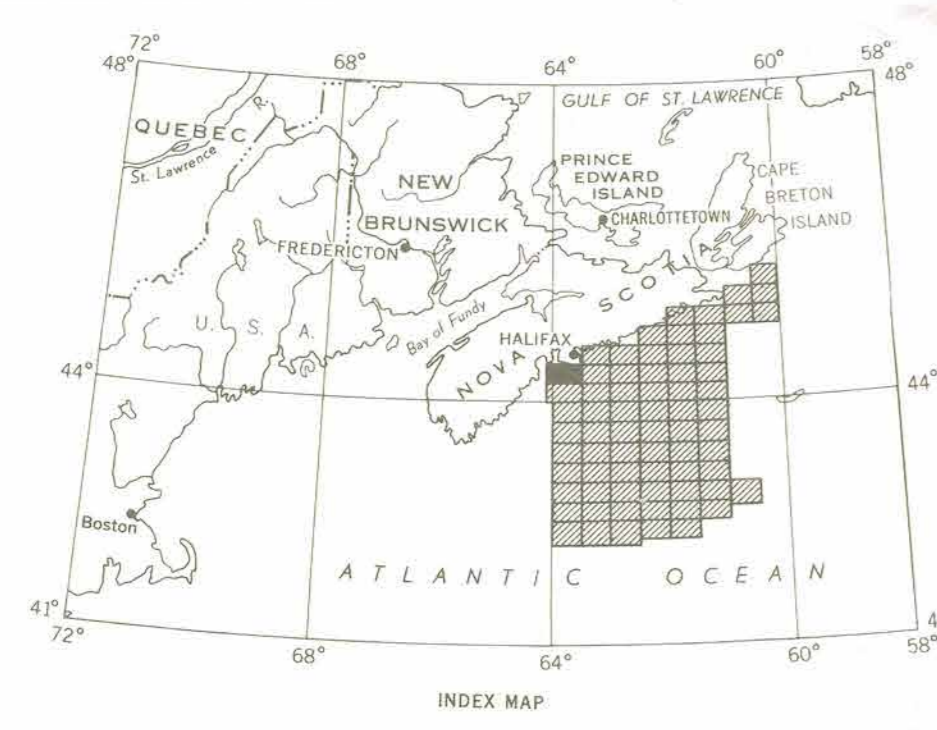 72°
48°
68°
64°
60°
58°
48°
GULF OF ST. LAWRENCE
QUEBEC
R.
St. Lawrence
PRINCE
EDWARD
ISLAND
CHARLOTTETOWN
CAPE
BRETON
ISLAND
NEW
BRUNSWICK
FREDERICTON
U. S. A.
Bay of Fundy
HALIFAX
NOVA SCOTIA
44°
44°
Boston
ATLANTIC OCEAN
41°
72°
68°
64°
60°
4
58°
INDEX MAP